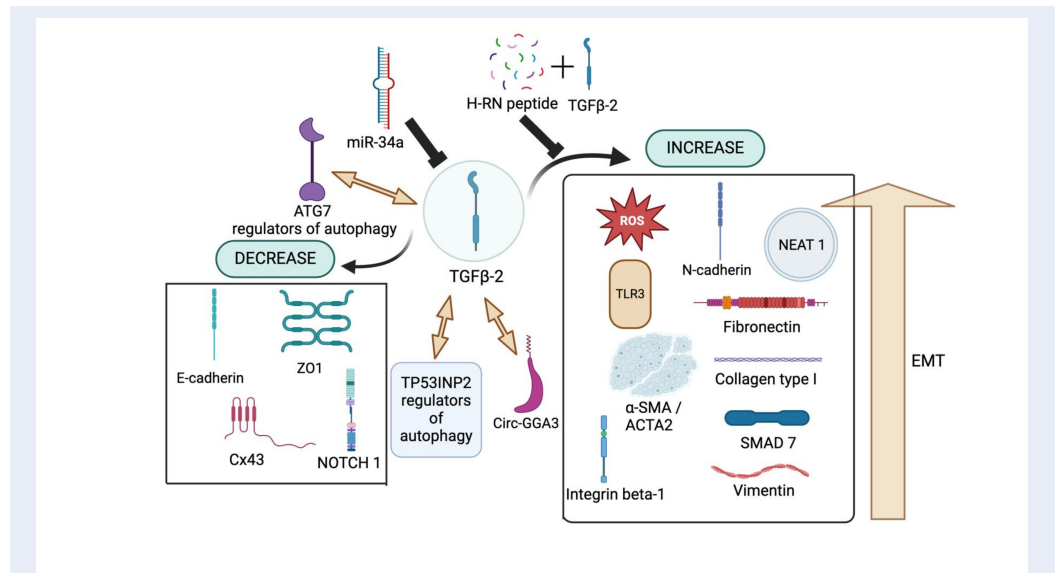 miR-34a
H-RN peptide
TGFβ-2
INCREASE
ATG7
regulators of autophagy
DECREASE
TGFβ-2
ROS
N-cadherin
NEAT 1
TLR3
Fibronectin
EMT
Collagen type I
α-SMA /
ACTA2
SMAD 7
Integrin beta-1
Vimentin
E-cadherin
ZO1
Cx43
NOTCH 1
TP53INP2
regulators
of
autophagy
Circ-GGA3